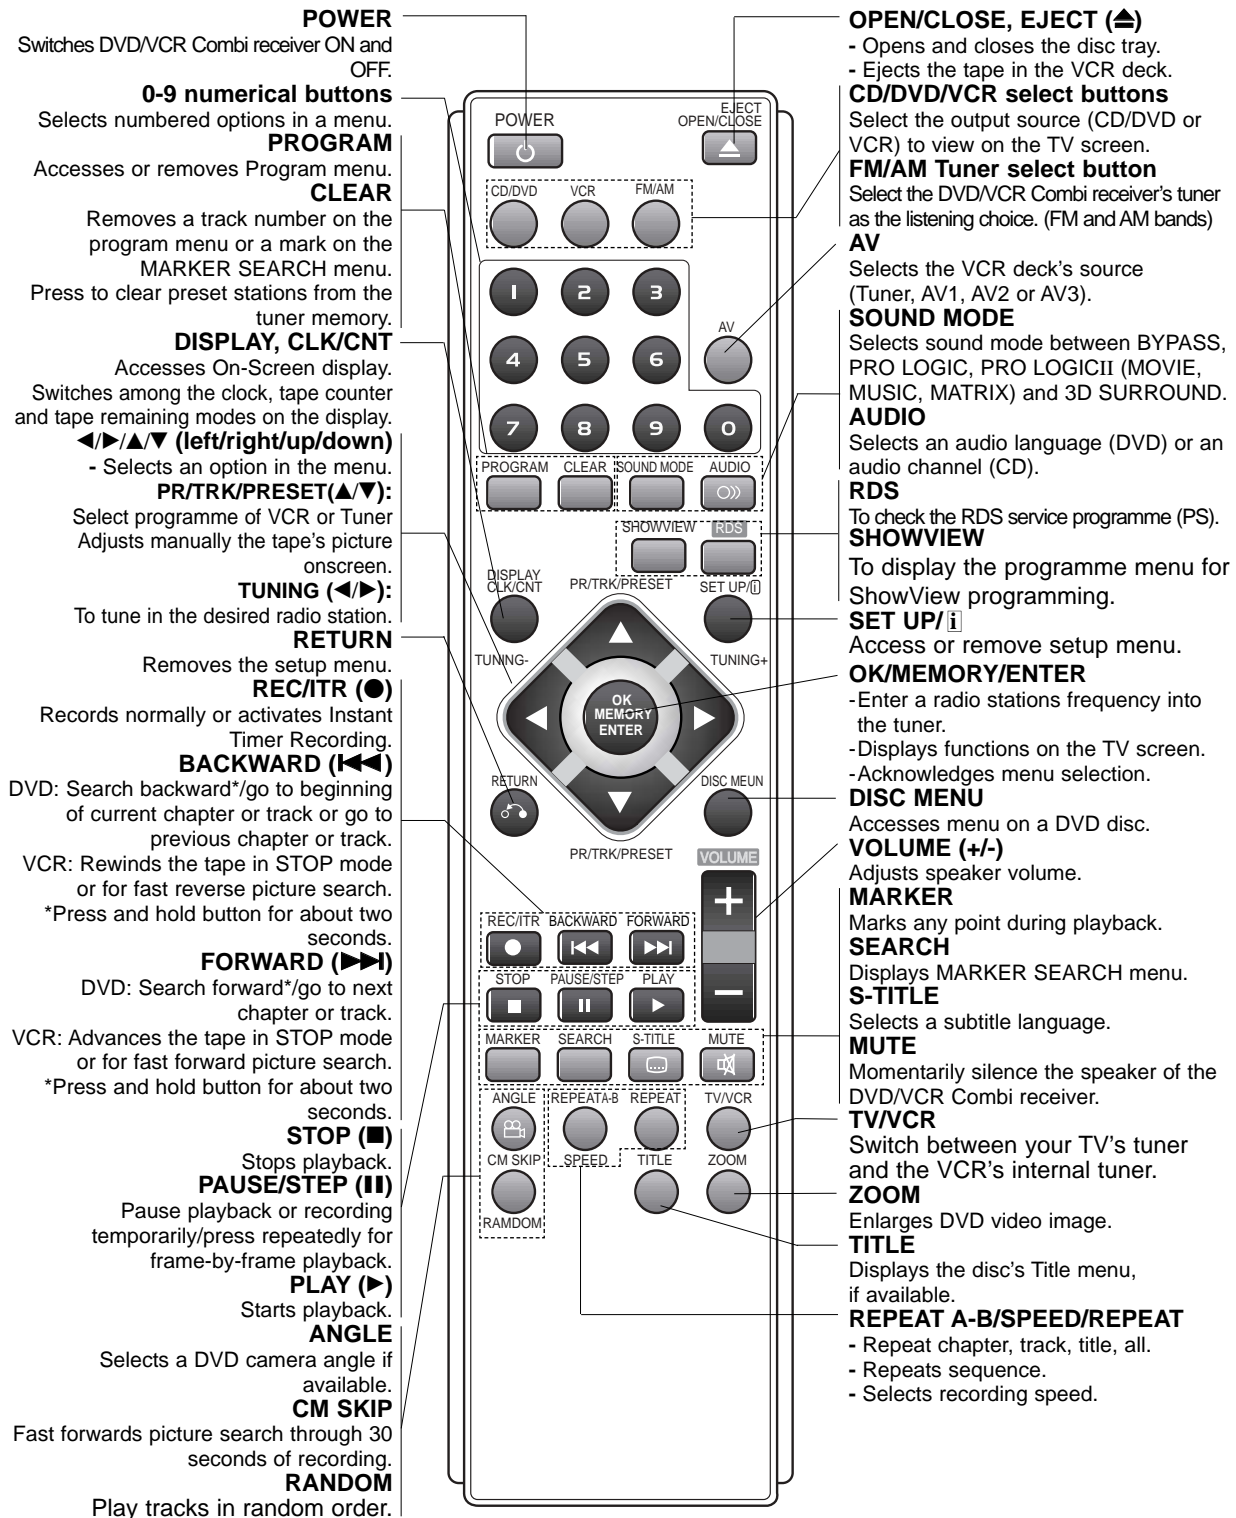 POWER
Switches DVD/VCR Combi receiver ON and
OFF.
0-9 numerical buttons
Selects numbered options in a menu.
PROGRAM
Accesses or removes Program menu.
CLEAR
Removes a track number on the
program menu or a mark on the
MARKER SEARCH menu.
Press to clear preset stations from the
tuner memory.
DISPLAY, CLK/CNT
Accesses On-Screen display.
Switches among the clock, tape counter
and tape remaining modes on the display.
◀/▶/▲/▼ (left/right/up/down)
- Selects an option in the menu.
PR/TRK/PRESET(▲/▼):
Select programme of VCR or Tuner
Adjusts manually the tape's picture
onscreen.
TUNING (◀/▶):
To tune in the desired radio station.
RETURN
Removes the setup menu.
REC/ITR (●)
Records normally or activates Instant
Timer Recording.
BACKWARD (⏮)
DVD: Search backward*/go to beginning
of current chapter or track or go to
previous chapter or track.
VCR: Rewinds the tape in STOP mode
or for fast reverse picture search.
*Press and hold button for about two
seconds.
FORWARD (⏭)
DVD: Search forward*/go to next
chapter or track.
VCR: Advances the tape in STOP mode
or for fast forward picture search.
*Press and hold button for about two
seconds.
STOP (■)
Stops playback.
PAUSE/STEP (⏸)
Pause playback or recording
temporarily/press repeatedly for
frame-by-frame playback.
PLAY (▶)
Starts playback.
ANGLE
Selects a DVD camera angle if
available.
CM SKIP
Fast forwards picture search through 30
seconds of recording.
RANDOM
Play tracks in random order.
POWER
EJECT
OPEN/CLOSE
CD/DVD VCR FM/AM
1 2 3
AV
4 5 6
7 8 9 0
PROGRAM CLEAR SOUND MODE AUDIO
SHOWVIEW RDS
DISPLAY
CLK/CNT
PR/TRK/PRESET
SET UP/i
TUNING- TUNING+
OK
MEMORY
ENTER
RETURN DISC MEUN
PR/TRK/PRESET
VOLUME
+
REC/ITR BACKWARD FORWARD
STOP PAUSE/STEP PLAY
-
MARKER SEARCH S-TITLE MUTE
ANGLE REPEATA-B REPEAT TV/VCR
CM SKIP SPEED TITLE ZOOM
RAMDOM
OPEN/CLOSE, EJECT (⏏)
- Opens and closes the disc tray.
- Ejects the tape in the VCR deck.
CD/DVD/VCR select buttons
Select the output source (CD/DVD or
VCR) to view on the TV screen.
FM/AM Tuner select button
Select the DVD/VCR Combi receiver's tuner
as the listening choice. (FM and AM bands)
AV
Selects the VCR deck's source
(Tuner, AV1, AV2 or AV3).
SOUND MODE
Selects sound mode between BYPASS,
PRO LOGIC, PRO LOGICII (MOVIE,
MUSIC, MATRIX) and 3D SURROUND.
AUDIO
Selects an audio language (DVD) or an
audio channel (CD).
RDS
To check the RDS service programme (PS).
SHOWVIEW
To display the programme menu for
ShowView programming.
SET UP/ i
Access or remove setup menu.
OK/MEMORY/ENTER
-Enter a radio stations frequency into
the tuner.
-Displays functions on the TV screen.
-Acknowledges menu selection.
DISC MENU
Accesses menu on a DVD disc.
VOLUME (+/-)
Adjusts speaker volume.
MARKER
Marks any point during playback.
SEARCH
Displays MARKER SEARCH menu.
S-TITLE
Selects a subtitle language.
MUTE
Momentarily silence the speaker of the
DVD/VCR Combi receiver.
TV/VCR
Switch between your TV's tuner
and the VCR's internal tuner.
ZOOM
Enlarges DVD video image.
TITLE
Displays the disc's Title menu,
if available.
REPEAT A-B/SPEED/REPEAT
- Repeat chapter, track, title, all.
- Repeats sequence.
- Selects recording speed.